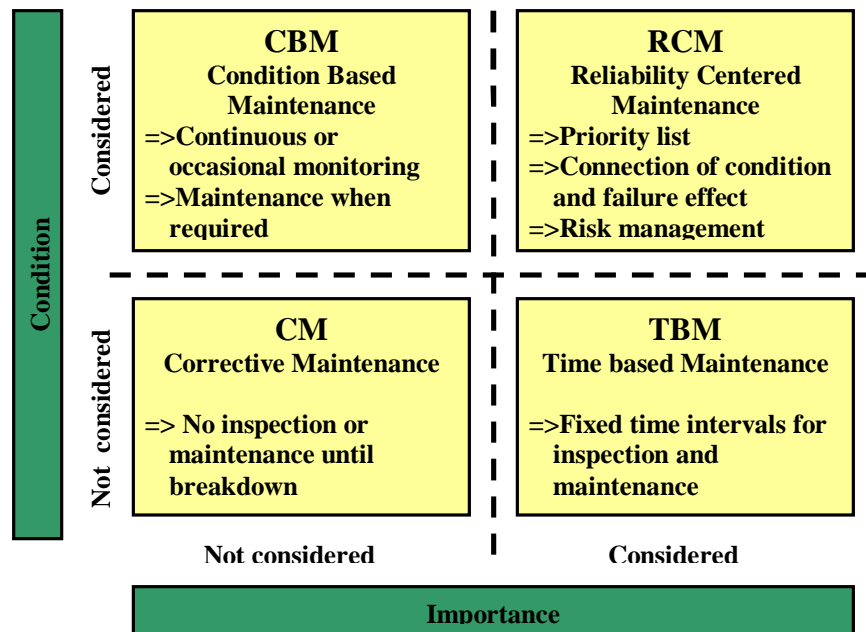 Condition
Considered
CBM
Condition Based
Maintenance
=>Continuous or
occasional monitoring
=>Maintenance when
required
RCM
Reliability Centered
Maintenance
=>Priority list
=>Connection of condition
and failure effect
=>Risk management
Not considered
CM
Corrective Maintenance
=> No inspection or
maintenance until
breakdown
TBM
Time based Maintenance
=>Fixed time intervals for
inspection and
maintenance
Not considered
Considered
Importance